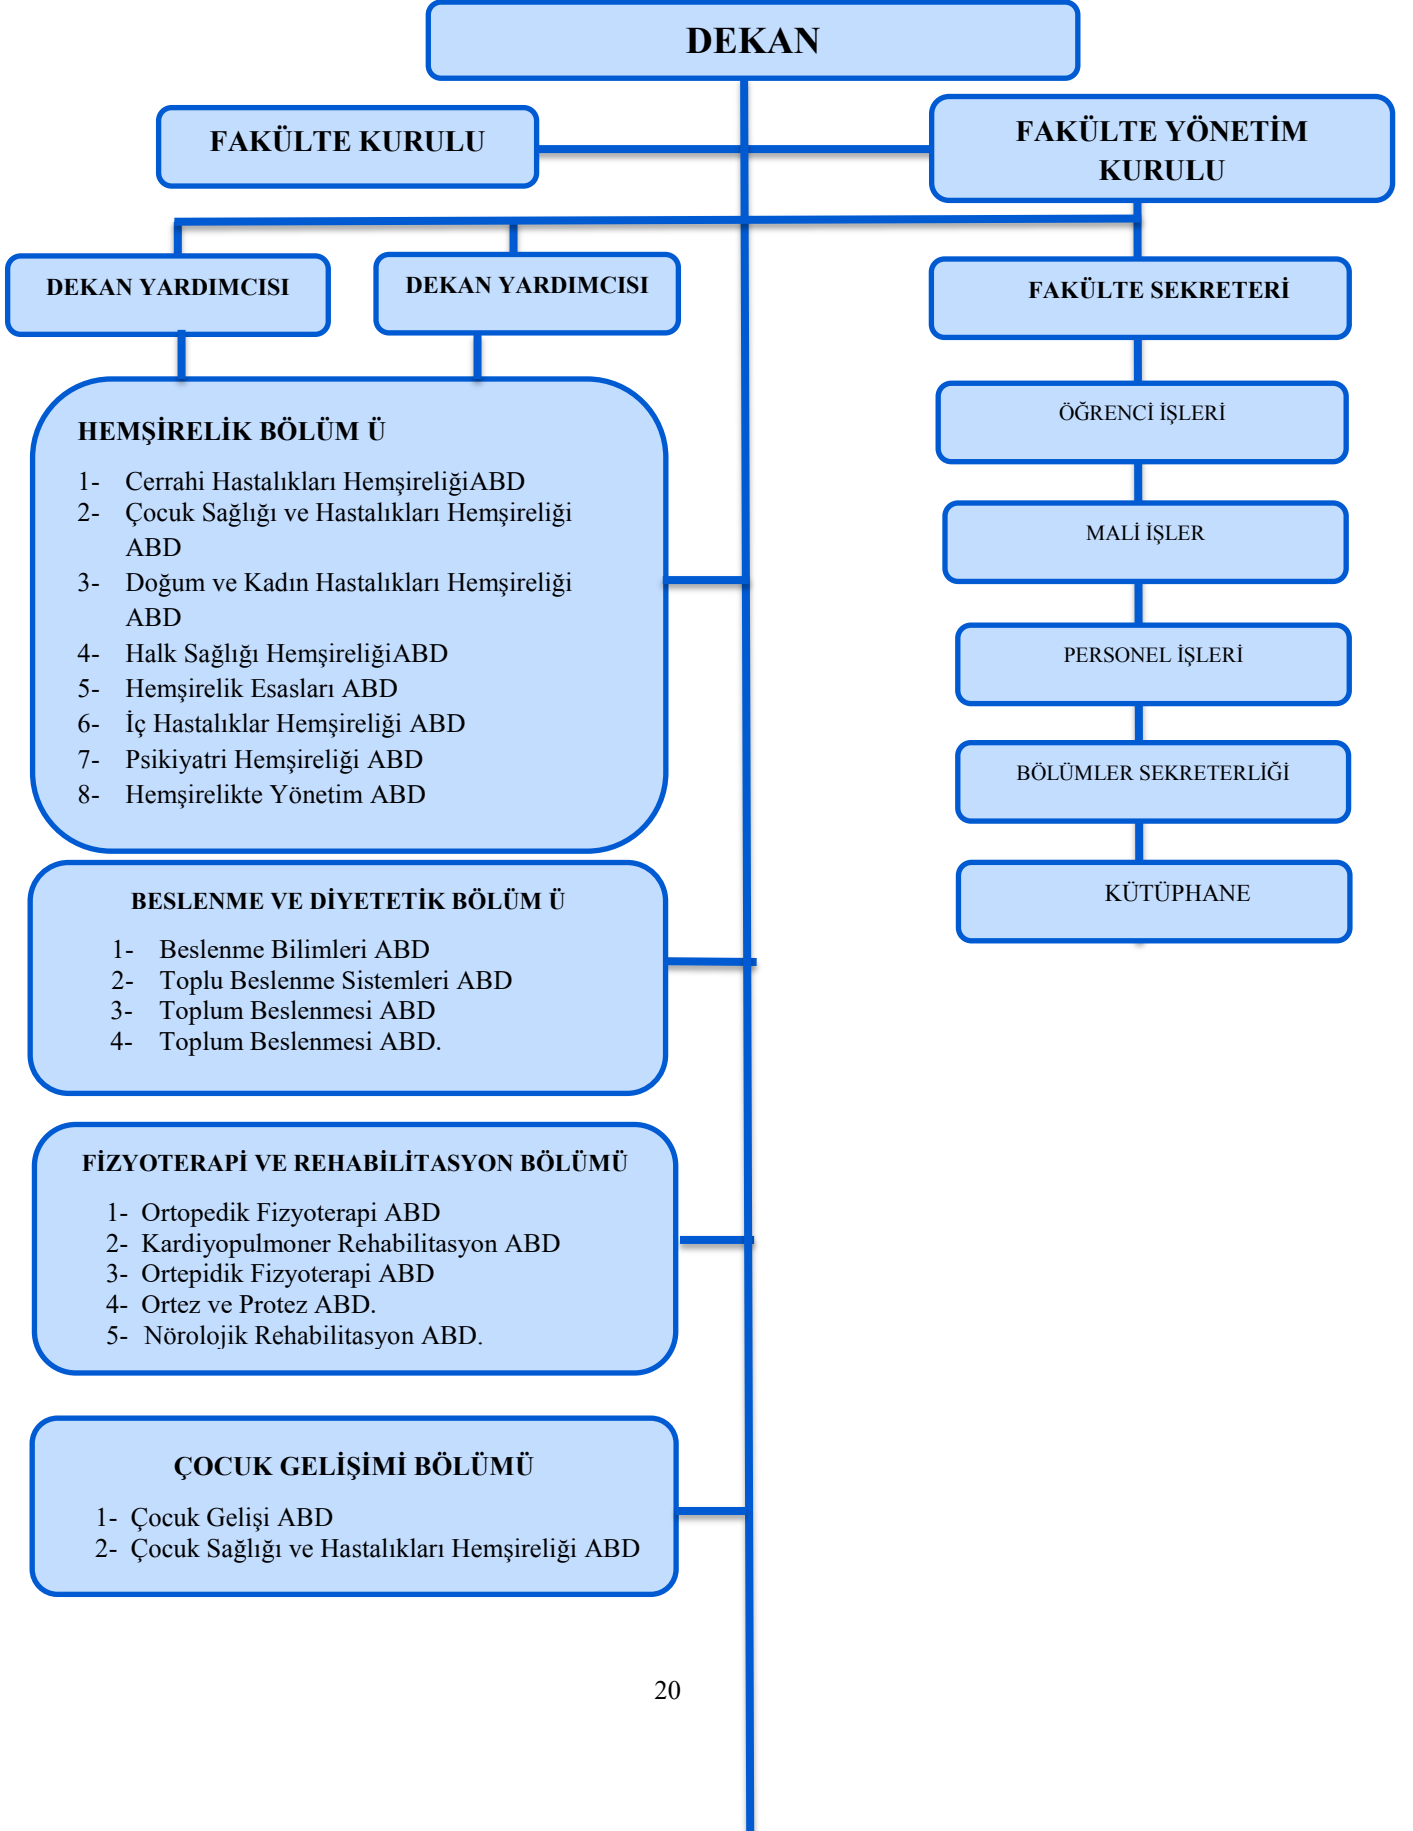 DEKAN
FAKÜLTE KURULU
FAKÜLTE YÖNETİM
KURULU
DEKAN YARDIMCISI
DEKAN YARDIMCISI
FAKÜLTE SEKRETERİ
HEMŞİRELİK BÖLÜM Ü
1- Cerrahi Hastalıkları HemşireliğiABD
2- Çocuk Sağlığı ve Hastalıkları Hemşireliği
ABD
3- Doğum ve Kadın Hastalıkları Hemşireliği
ABD
4- Halk Sağlığı HemşireliğiABD
5- Hemşirelik Esasları ABD
6- İç Hastalıklar Hemşireliği ABD
7- Psikiyatri Hemşireliği ABD
8- Hemşirelikte Yönetim ABD
ÖĞRENCİ İŞLERİ
MALİ İŞLER
PERSONEL İŞLERİ
BÖLÜMLER SEKRETERLİĞİ
KÜTÜPHANE
BESLENME VE DİYETETİK BÖLÜM Ü
1- Beslenme Bilimleri ABD
2- Toplu Beslenme Sistemleri ABD
3- Toplum Beslenmesi ABD
4- Toplum Beslenmesi ABD.
FİZYOTERAPİ VE REHABİLİTASYON BÖLÜMÜ
1- Ortopedik Fizyoterapi ABD
2- Kardiyopulmoner Rehabilitasyon ABD
3- Ortepidik Fizyoterapi ABD
4- Ortez ve Protez ABD.
5- Nörolojik Rehabilitasyon ABD.
ÇOCUK GELİŞİMİ BÖLÜMÜ
1- Çocuk Gelişi ABD
2- Çocuk Sağlığı ve Hastalıkları Hemşireliği ABD
20